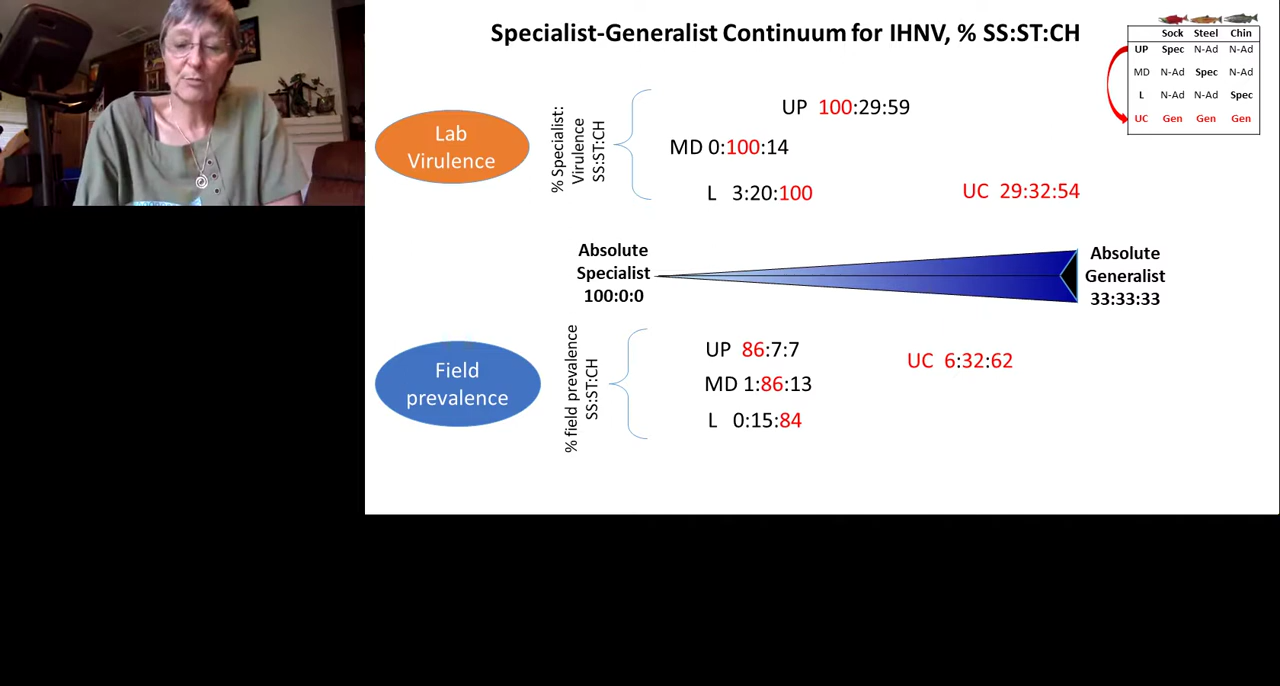 Specialist-Generalist Continuum for IHNV, % SS:ST:CH
Sock Steel Chin
UP Spec N-Ad N-Ad
MD N-Ad Spec N-Ad
L N-Ad N-Ad Spec
UC Gen Gen Gen
Lab
Virulence
% Specialist:
Virulence
SS:ST:CH
UP 100:29:59
MD 0:100:14
L 3:20:100
UC 29:32:54
Absolute
Specialist
100:0:0
Absolute
Generalist
33:33:33
Field
prevalence
% field prevalence
SS:ST:CH
UP 86:7:7
MD 1:86:13
L 0:15:84
UC 6:32:62